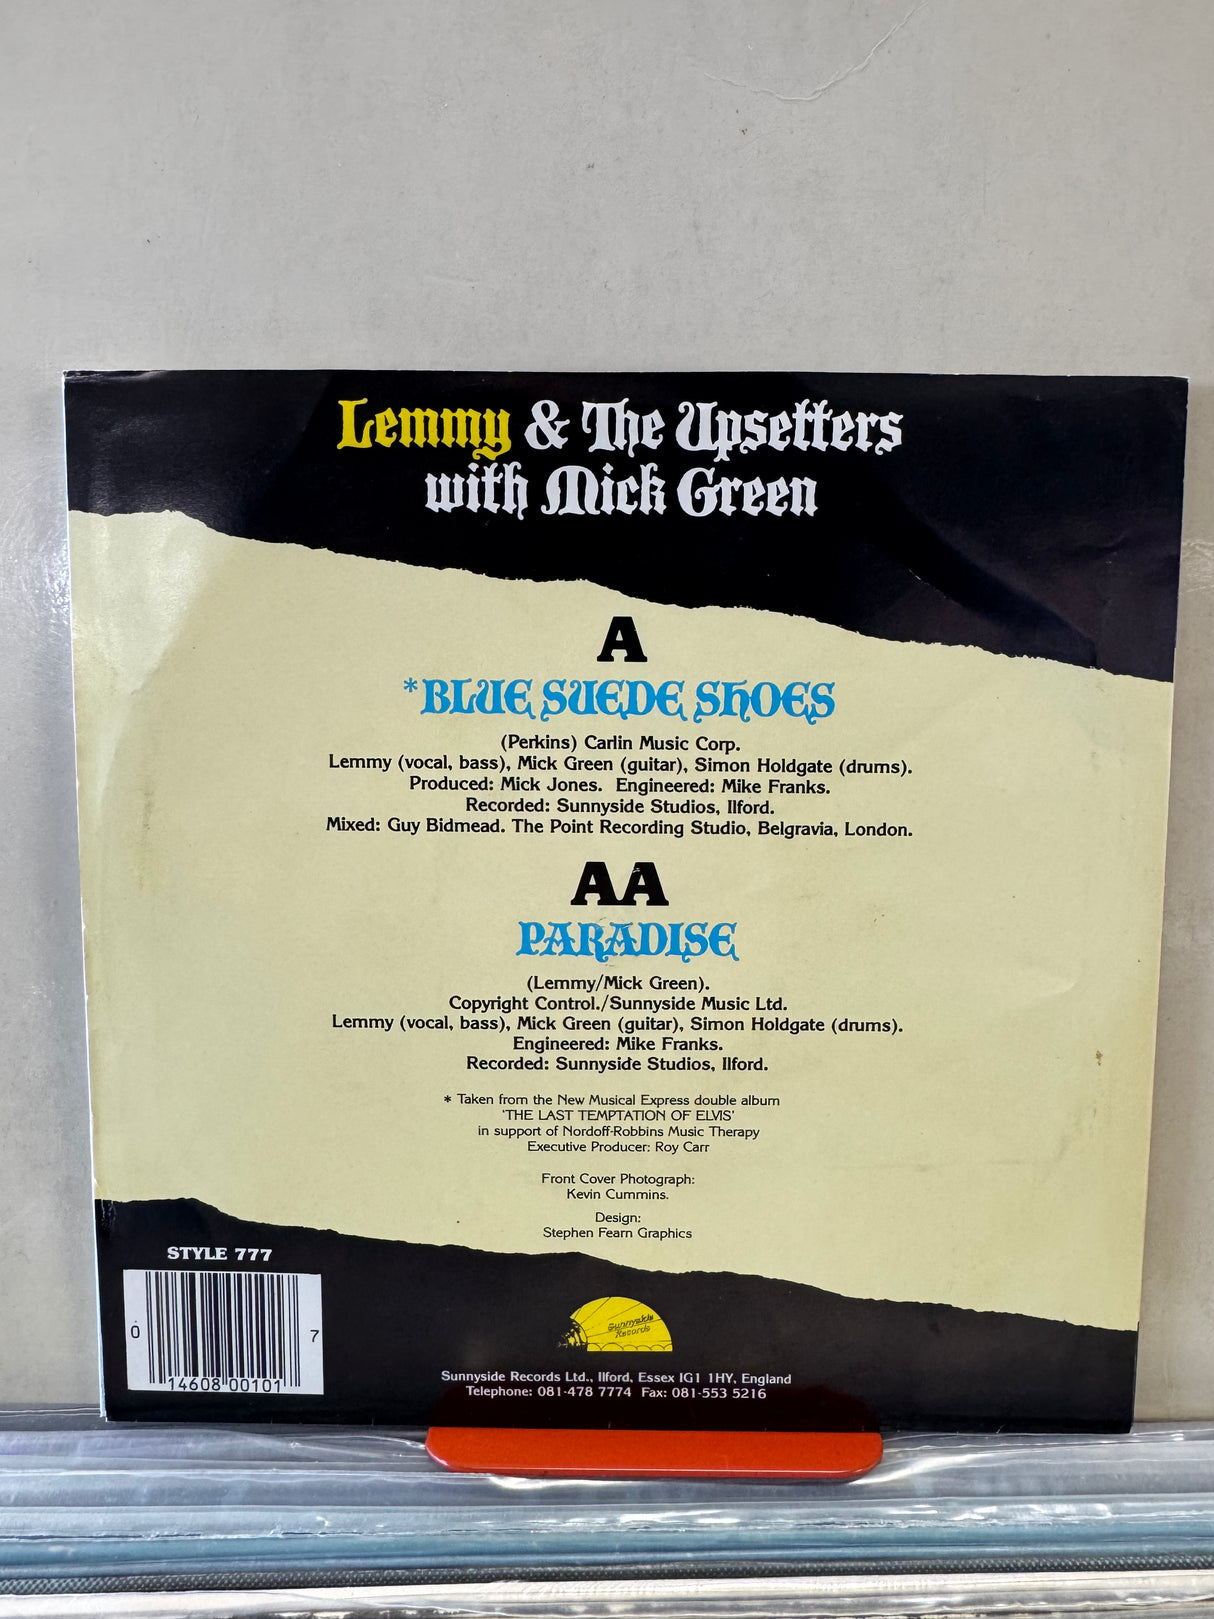 Lemmy & The Upsetters
with Mick Green
A
*BLUE SUEDE SHOES
(Perkins) Carlin Music Corp.
Lemmy (vocal, bass), Mick Green (guitar), Simon Holdgate (drums).
Produced: Mick Jones. Engineered: Mike Franks.
Recorded: Sunnyside Studios, Ilford.
Mixed: Guy Bidmead. The Point Recording Studio, Belgravia, London.
AA
PARADISE
(Lemmy/Mick Green).
Copyright Control./Sunnyside Music Ltd.
Lemmy (vocal, bass), Mick Green (guitar), Simon Holdgate (drums).
Engineered: Mike Franks.
Recorded: Sunnyside Studios, Ilford.
* Taken from the New Musical Express double album
'THE LAST TEMPTATION OF ELVIS'
in support of Nordoff-Robbins Music Therapy
Executive Producer: Roy Carr
Front Cover Photograph:
Kevin Cummins.
Design:
Stephen Fearn Graphics
STYLE 777
0 14608 00101 7
Sunnyside
Records
Sunnyside Records Ltd., Ilford, Essex IG1 1HY, England
Telephone: 081-478 7774 Fax: 081-553 5216